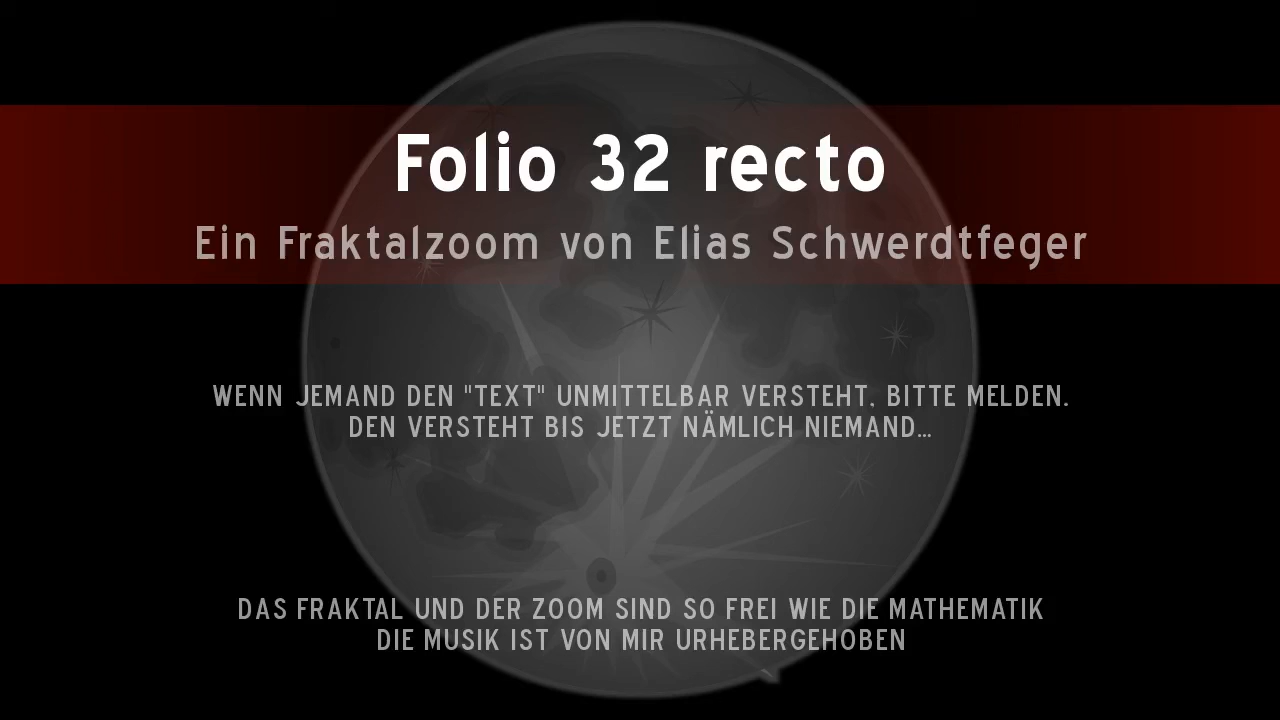 Folio 32 recto
Ein Fraktalzoom von Elias Schwerdtfeger
WENN JEMAND DEN "TEXT" UNMITTELBAR VERSTEHT, BITTE MELDEN.
DEN VERSTEHT BIS JETZT NÄMLICH NIEMAND...
DAS FRAKTAL UND DER ZOOM SIND SO FREI WIE DIE MATHEMATIK
DIE MUSIK IST VON MIR URHEBERGEHOBEN